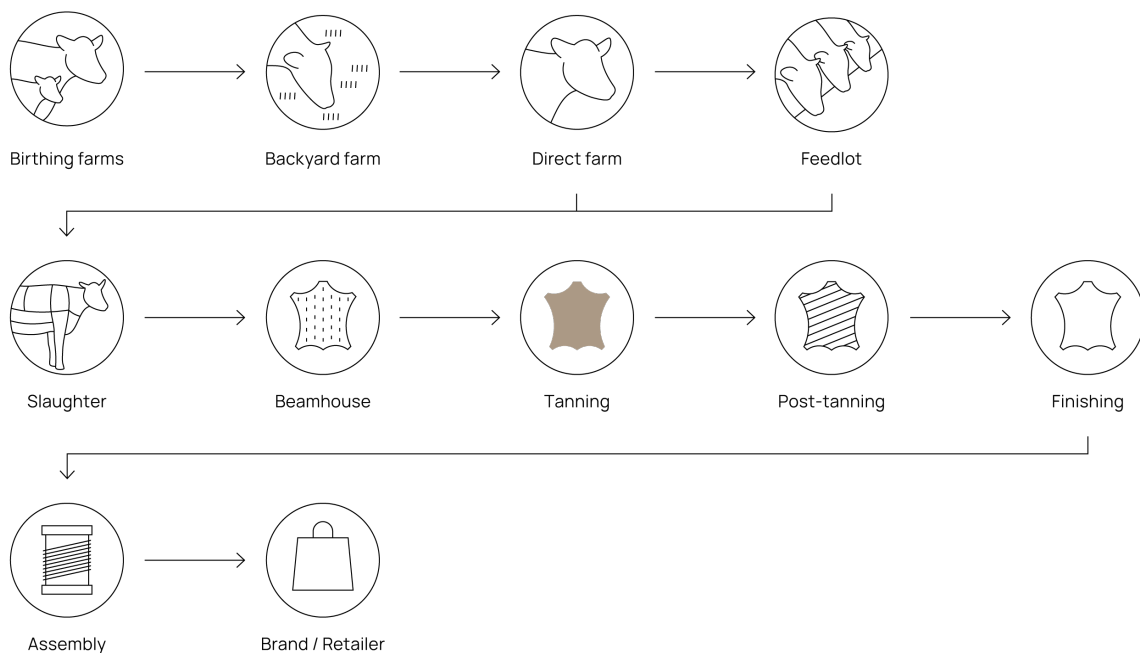 Birthing farms
Backyard farm
Direct farm
Feedlot
Slaughter
Beamhouse
Tanning
Post-tanning
Finishing
Assembly
Brand / Retailer